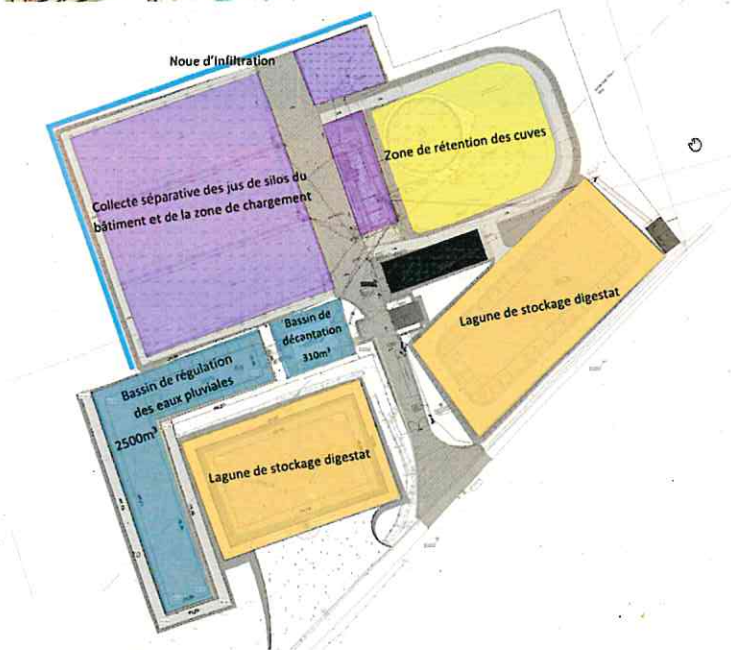 Noue d'Infiltration
Zone de rétention des cuves
Collecte séparative des jus de silos du
bâtiment et de la zone de chargement
Lagune de stockage digestat
Bassin de
décantation
310m³
Bassin de régulation
des eaux pluviales
2500m³
Lagune de stockage digestat